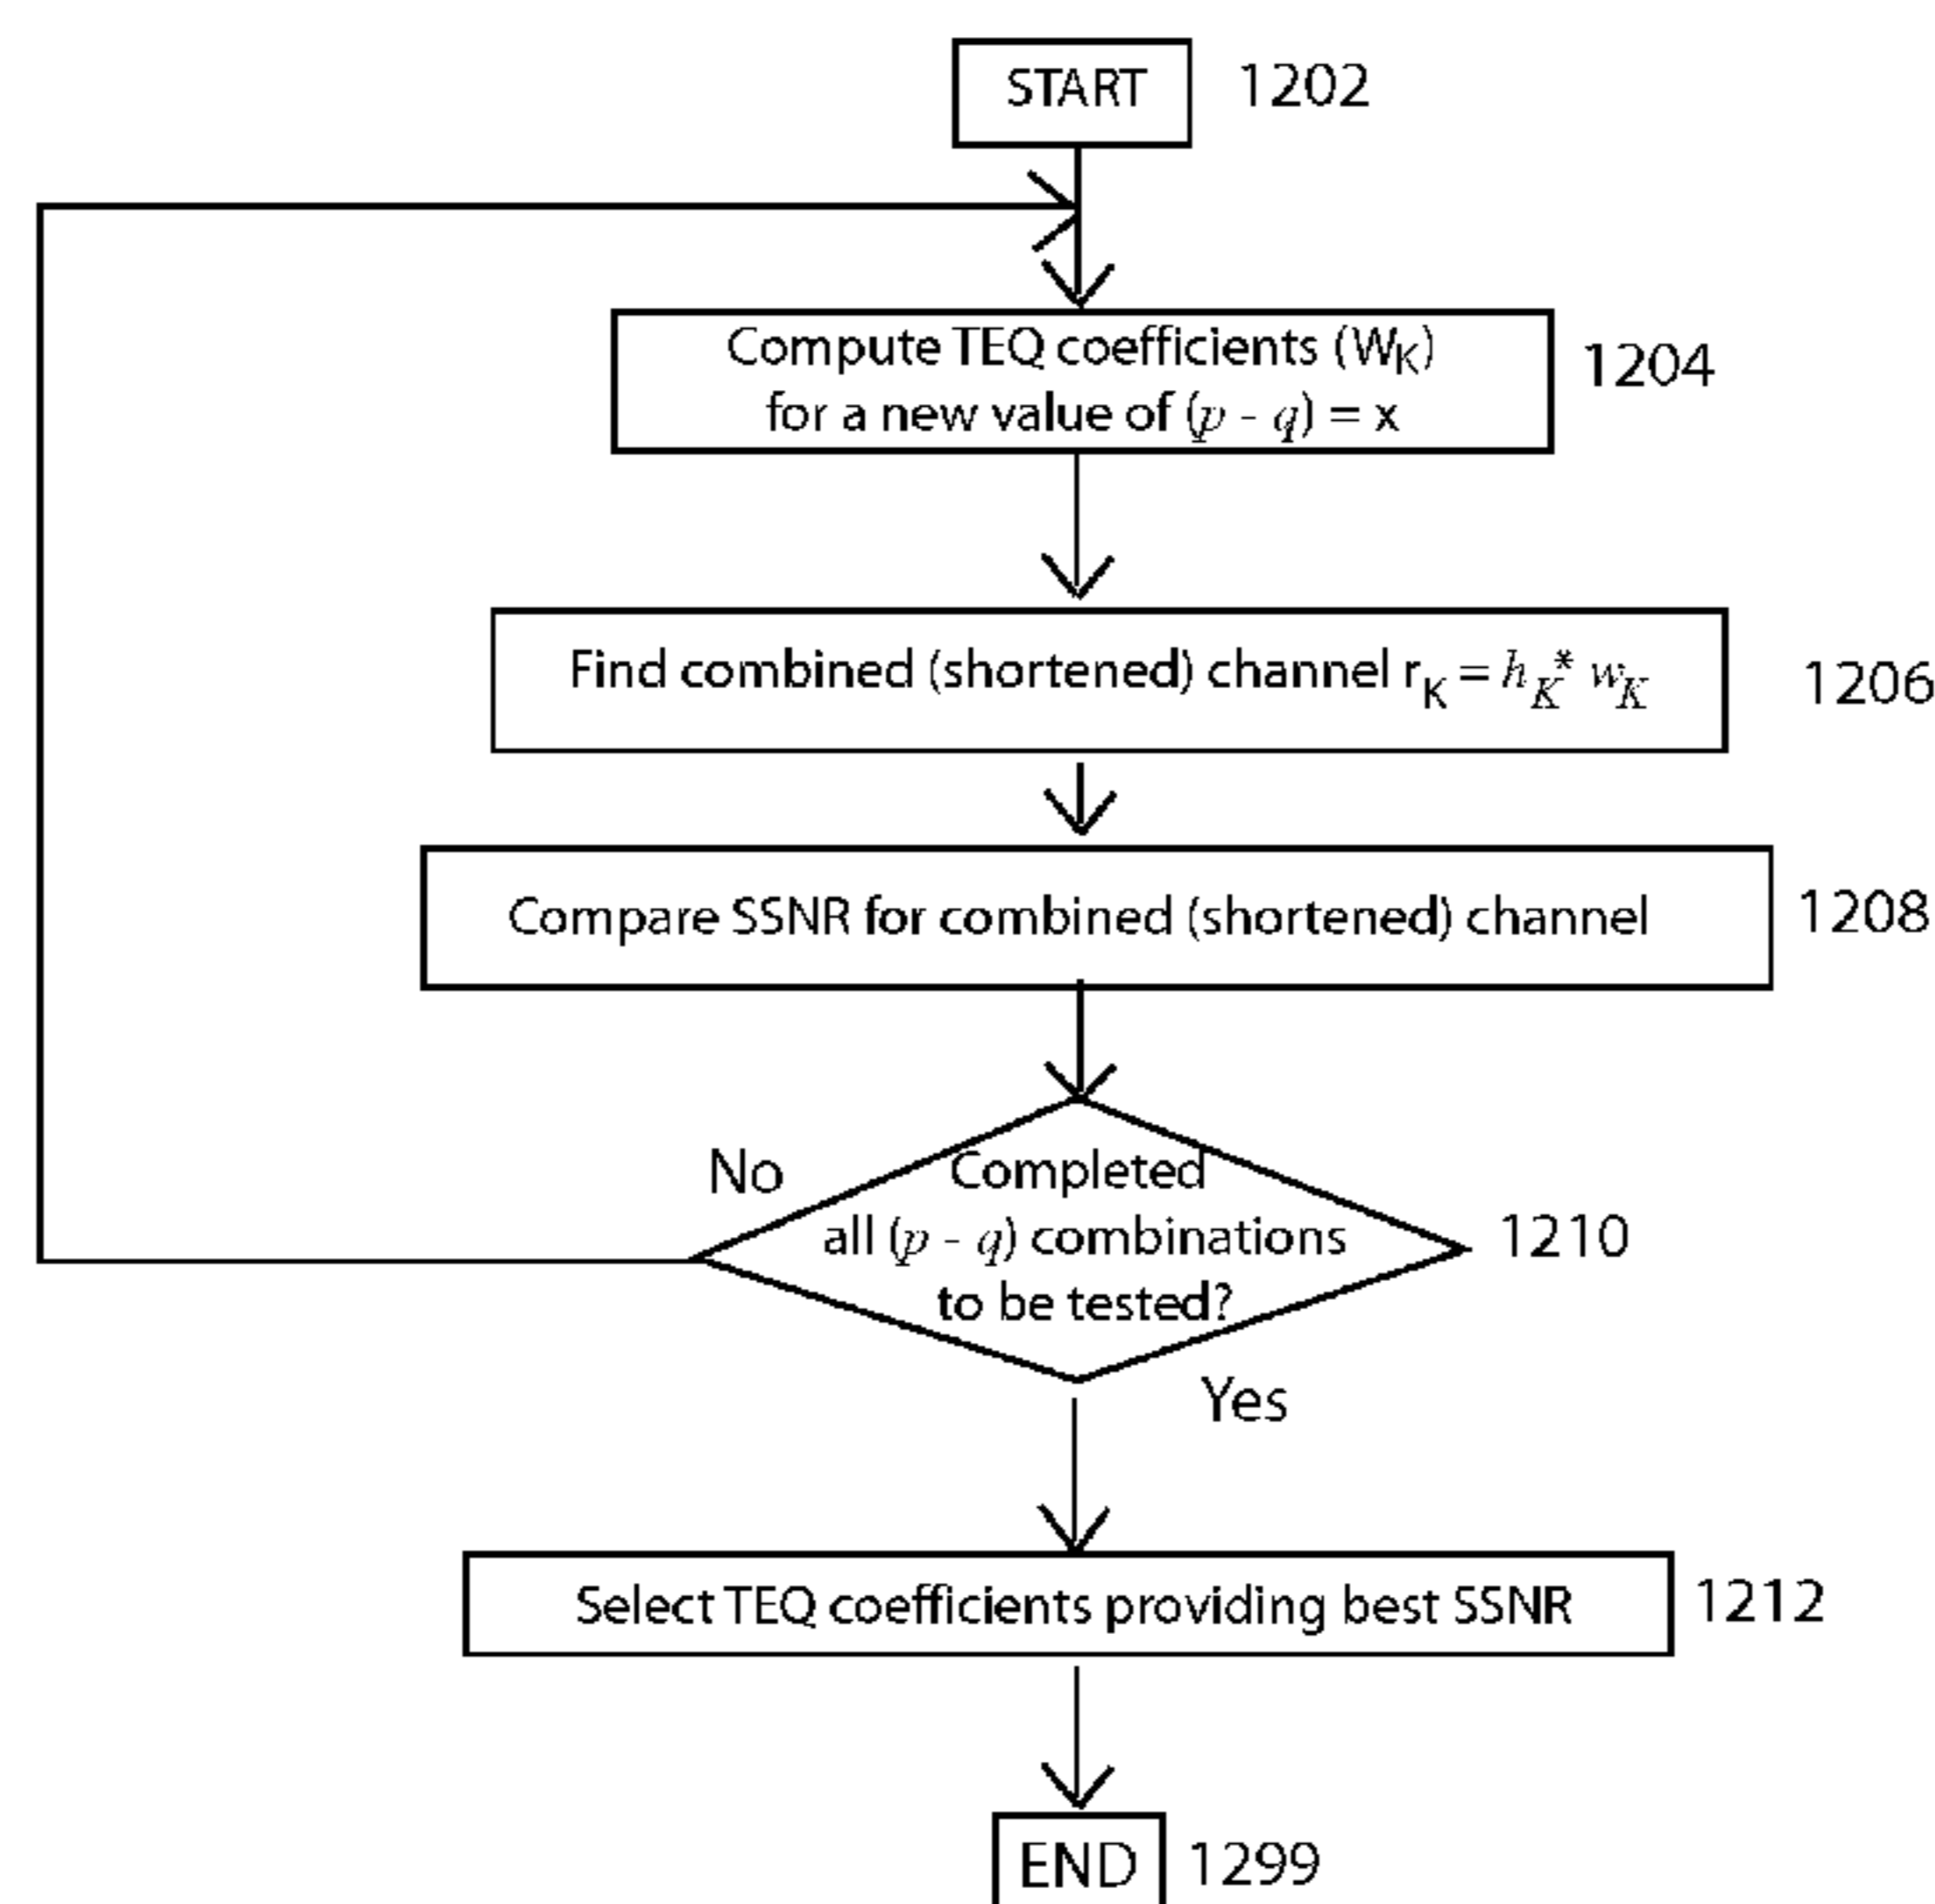 START 1202
Compute TEQ coefficients (W_K)
for a new value of (p - q) = x
1204
Find combined (shortened) channel r_K = h_K * w_K
1206
Compare SSNR for combined (shortened) channel
1208
No
Completed
all (p - q) combinations
to be tested?
1210
Yes
Select TEQ coefficients providing best SSNR
1212
END 1299